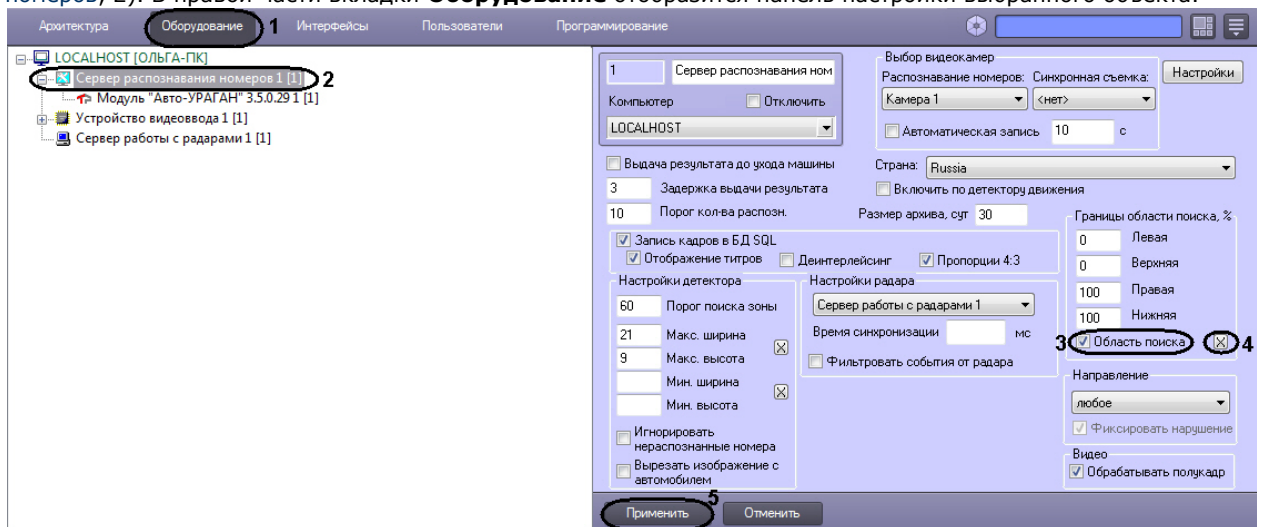 номеров, 2). В правой части вкладки Оборудование отобразится панель настройки выбранного объекта.
Архитектура Оборудование 1 Интерфейсы Пользователи Программирование
LOCALHOST [ОЛЬГА-ПК]
Сервер распознавания номеров 1 [1] 2
Модуль "Авто-УРАГАН" 3.5.0.29 1 [1]
Устройство видеоввода 1 [1]
Сервер работы с радарами 1 [1]
1 Сервер распознавания ном
Компьютер Отключить
LOCALHOST
Выбор видеокамер
Распознавание номеров: Синхронная съемка: Настройки
Камера 1 <нет>
Автоматическая запись 10 с
Выдача результата до ухода машины
Страна: Russia
3 Задержка выдачи результата
Включить по детектору движения
10 Порог кол-ва распозн.
Размер архива, сут 30
Запись кадров в БД SQL
Отображение титров Деинтерлейсинг Пропорции 4:3
Границы области поиска, %
0 Левая
0 Верхняя
100 Правая
100 Нижняя
3 Область поиска 4
Настройки детектора
60 Порог поиска зоны
21 Макс. ширина
9 Макс. высота
Мин. ширина
Мин. высота
Игнорировать
нераспознанные номера
Вырезать изображение с
автомобилем
Настройки радара
Сервер работы с радарами 1
Время синхронизации мс
Фильтровать события от радара
Направление
любое
Фиксировать нарушение
Видео
Обрабатывать полукадр
Применить 5 Отменить